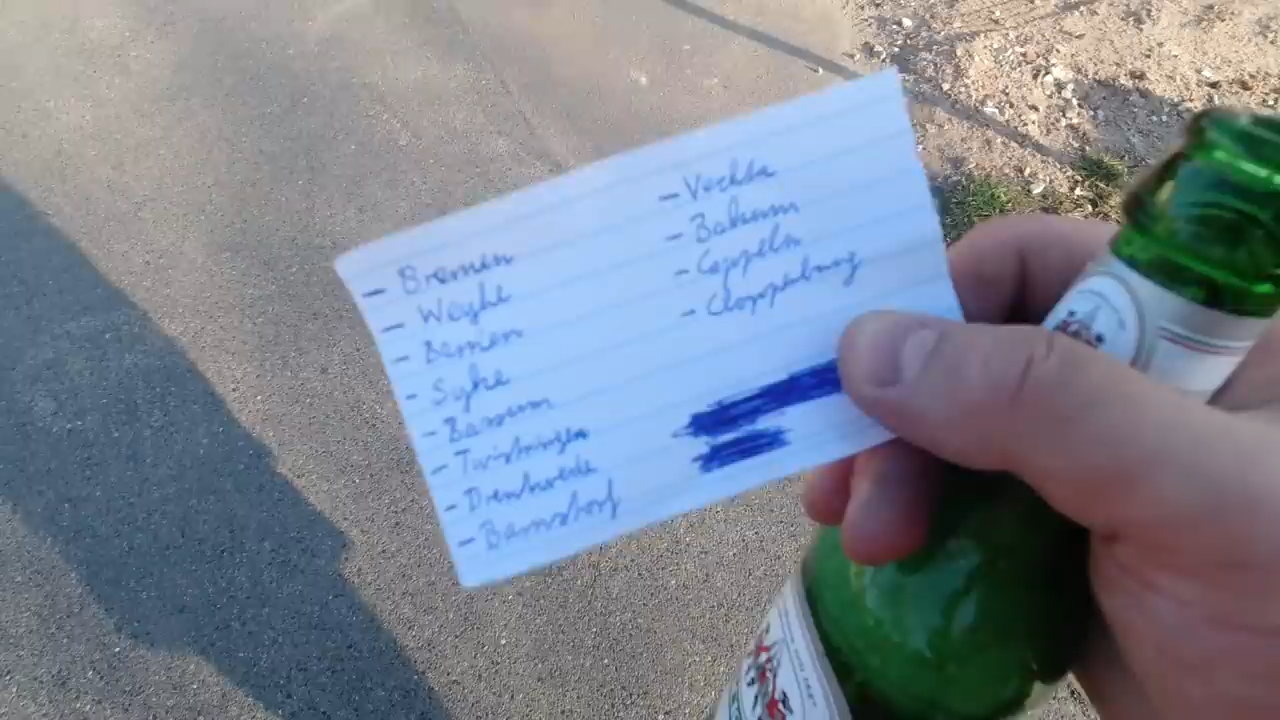 - Bremen
- Weyhe
- Barrien
- Syke
- Bassum
- Twistringen
- Drentwede
- Barnstorf
- Vechta
- Bakum
- Cappeln
- Cloppenburg